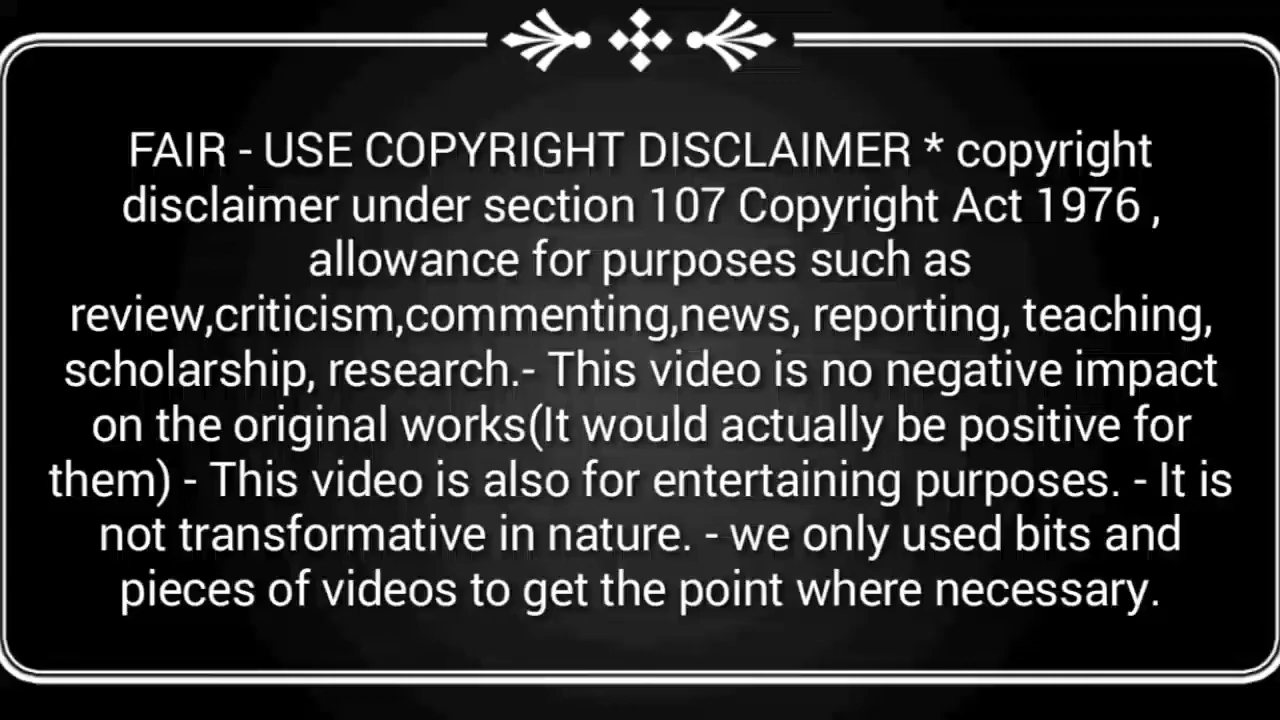 FAIR - USE COPYRIGHT DISCLAIMER * copyright
disclaimer under section 107 Copyright Act 1976 ,
allowance for purposes such as
review,criticism,commenting,news, reporting, teaching,
scholarship, research.- This video is no negative impact
on the original works(It would actually be positive for
them) - This video is also for entertaining purposes. - It is
not transformative in nature. - we only used bits and
pieces of videos to get the point where necessary.